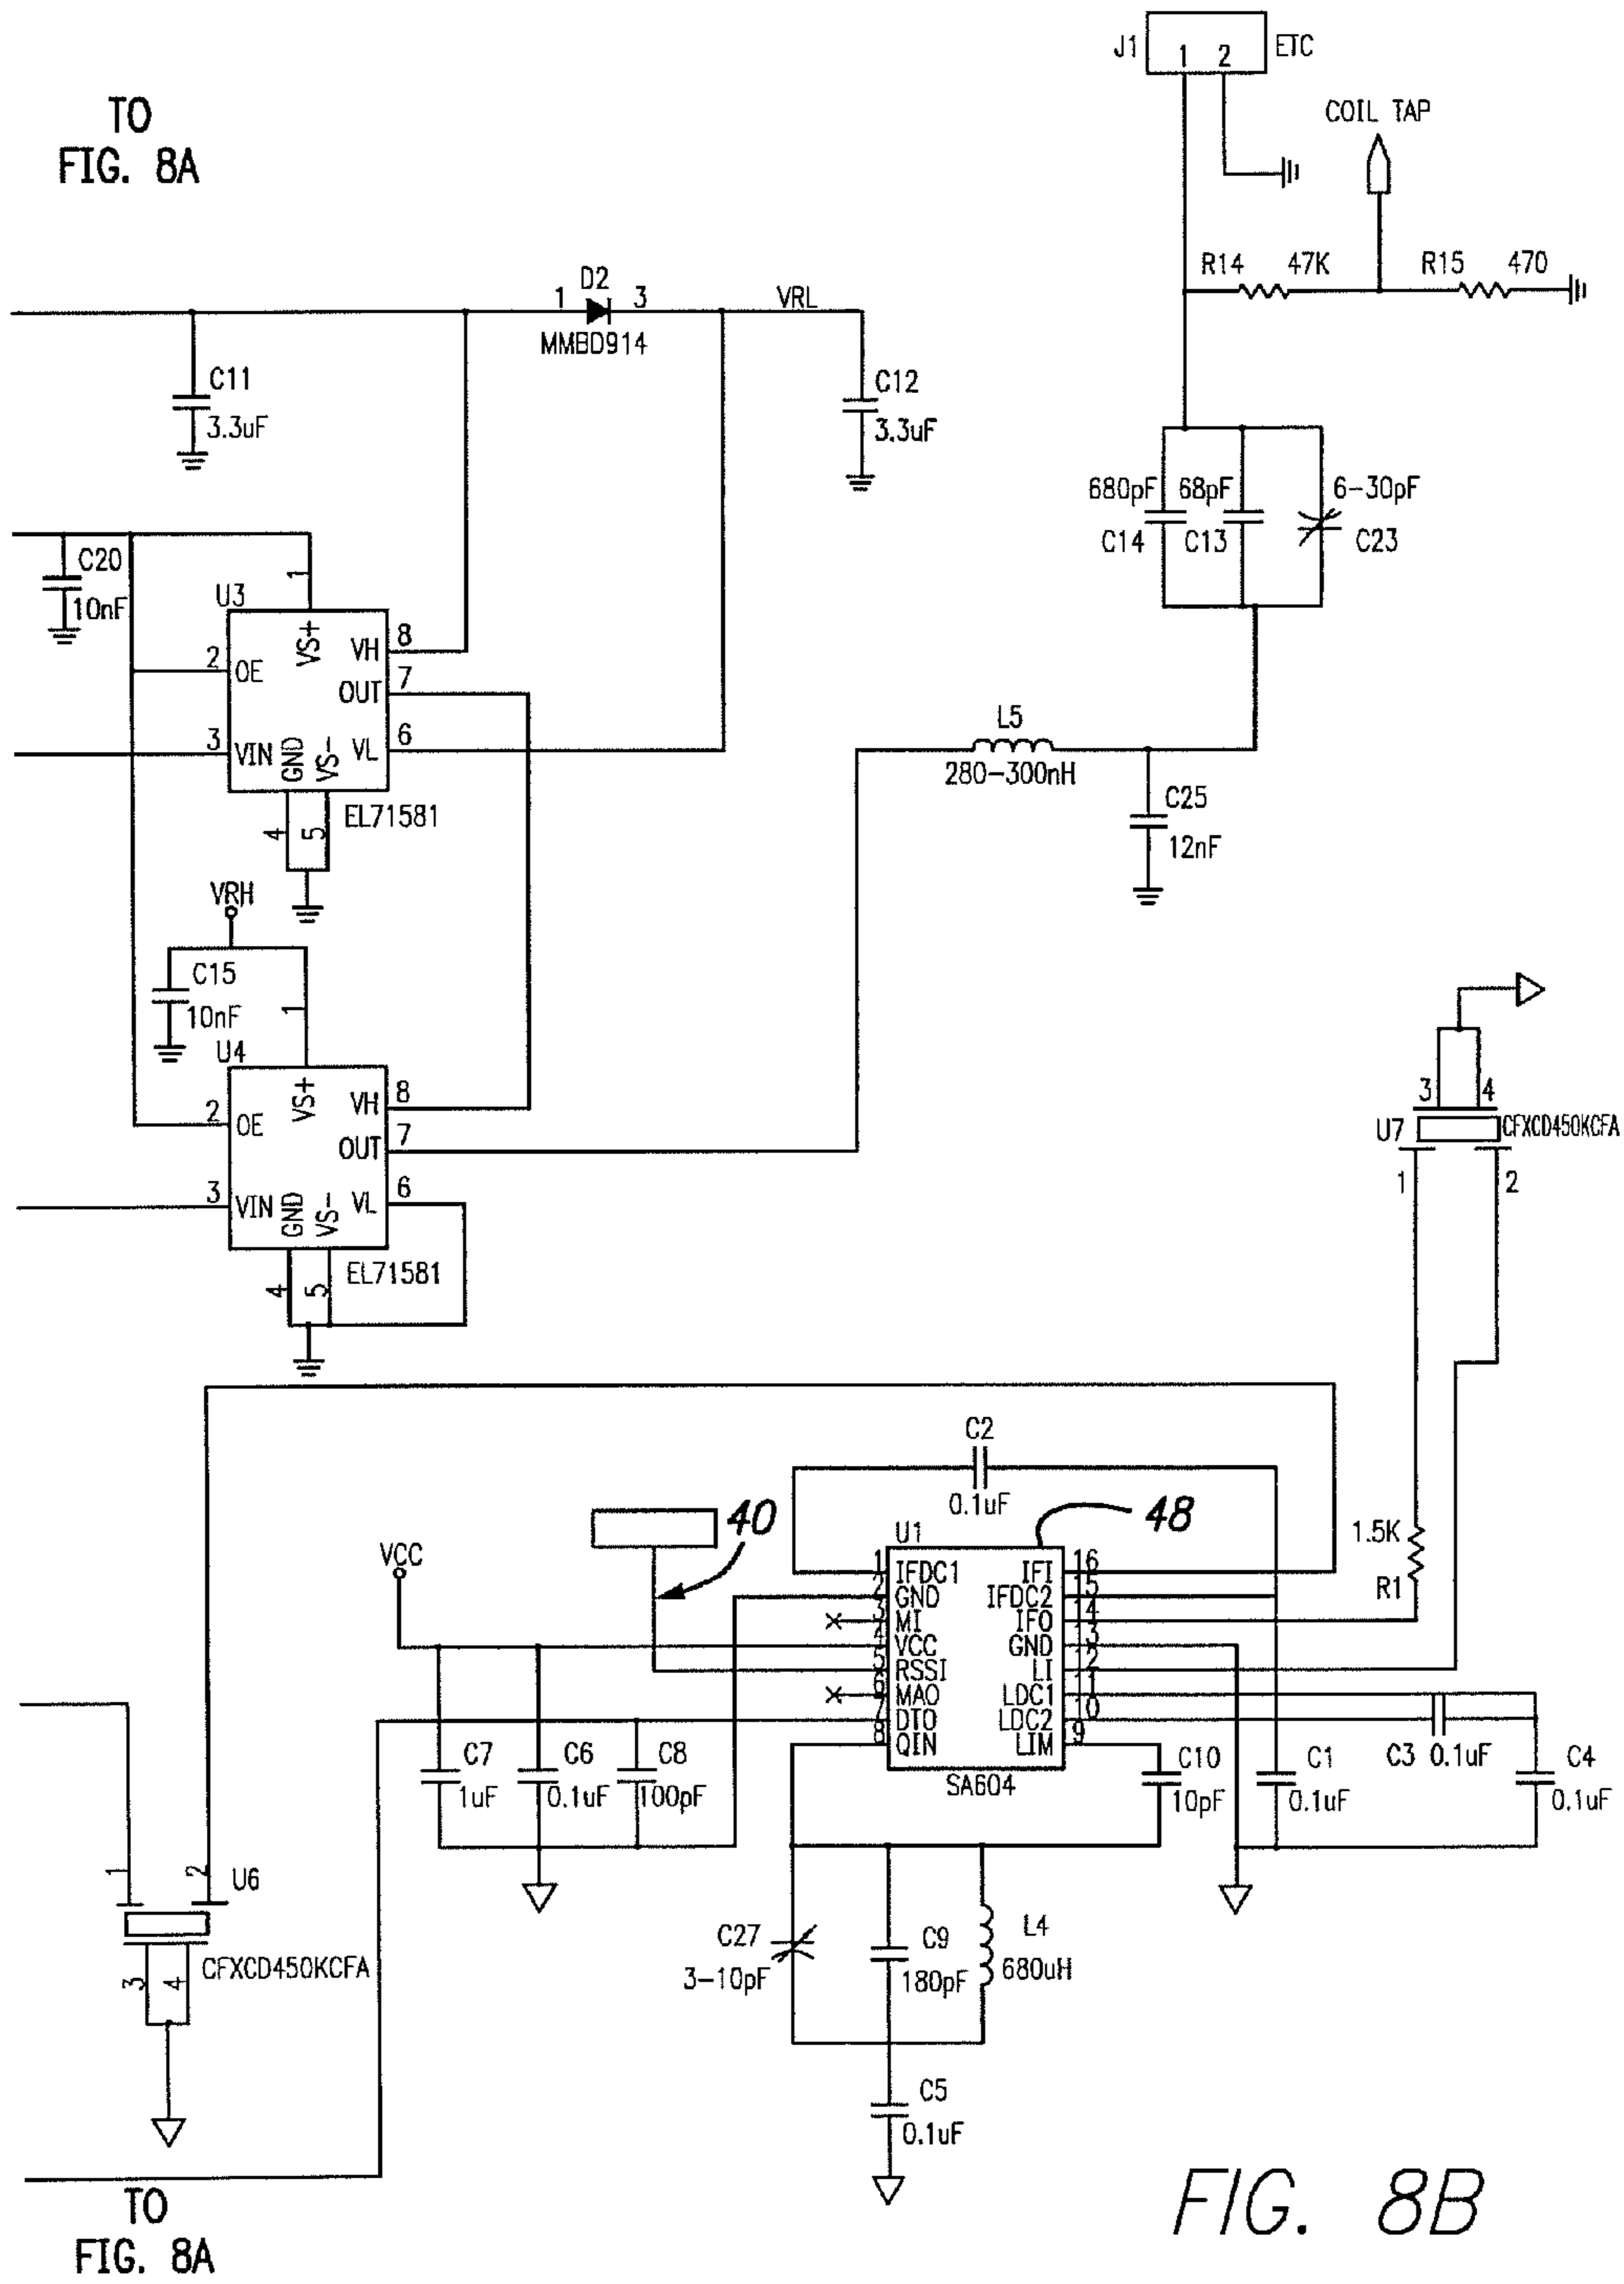 J1 1 2 ETC
TO
FIG. 8A
COIL TAP
R14 47K R15 470
1 D2 3 VRL
MMBD914
C11
3.3uF
C12
3.3uF
680pF 68pF 6-30pF
C14 C13 C23
C20
10nF
1
U3
VS+
2 OE VH 8
OUT 7
3 VIN GND VS- VL 6
4 5 EL71581
L5
280-300nH
C25
12nF
VRH
C15
10nF
1
U4
VS+
2 OE VH 8
OUT 7
3 VIN GND VS- VL 6
4 5 EL71581
3 4
U7 CFXCD450KCFA
1 2
C2
0.1uF
40
48
U1
VCC
1.5K
R1
1 IFDC1 IFI 16
2 GND IFDC2 15
3 MI IFO 14
4 VCC GND 13
5 RSSI LI 12
6 MAO LDC1 11
7 DTO LDC2 10
8 QIN LIM 9
SA604
C7
1uF
C6
0.1uF
C8
100pF
C10
10pF
C1
0.1uF
C3 0.1uF
C4
0.1uF
1 2 U6
3 4 CFXCD450KCFA
C27
3-10pF
C9
180pF
L4
680uH
C5
0.1uF
TO
FIG. 8A
FIG. 8B